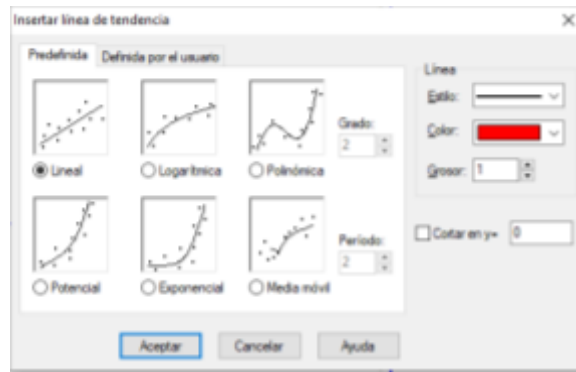 Insertar línea de tendencia
Predefinida
Definida por el usuario
Línea
Estilo:
Color:
Grosor: 1
Lineal
Logarítmica
Polinómica
Grado:
2
Potencial
Exponencial
Media móvil
Período:
2
Cortar en y= 0
Aceptar
Cancelar
Ayuda